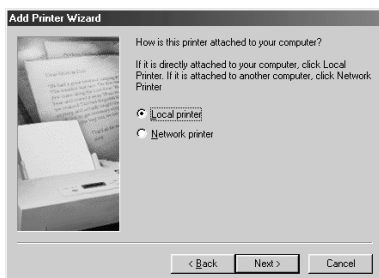 Add Printer Wizard
How is this printer attached to your computer?
If it is directly attached to your computer, click Local
Printer. If it is attached to another computer, click Network
Printer
Local printer
Network printer
< Back Next > Cancel